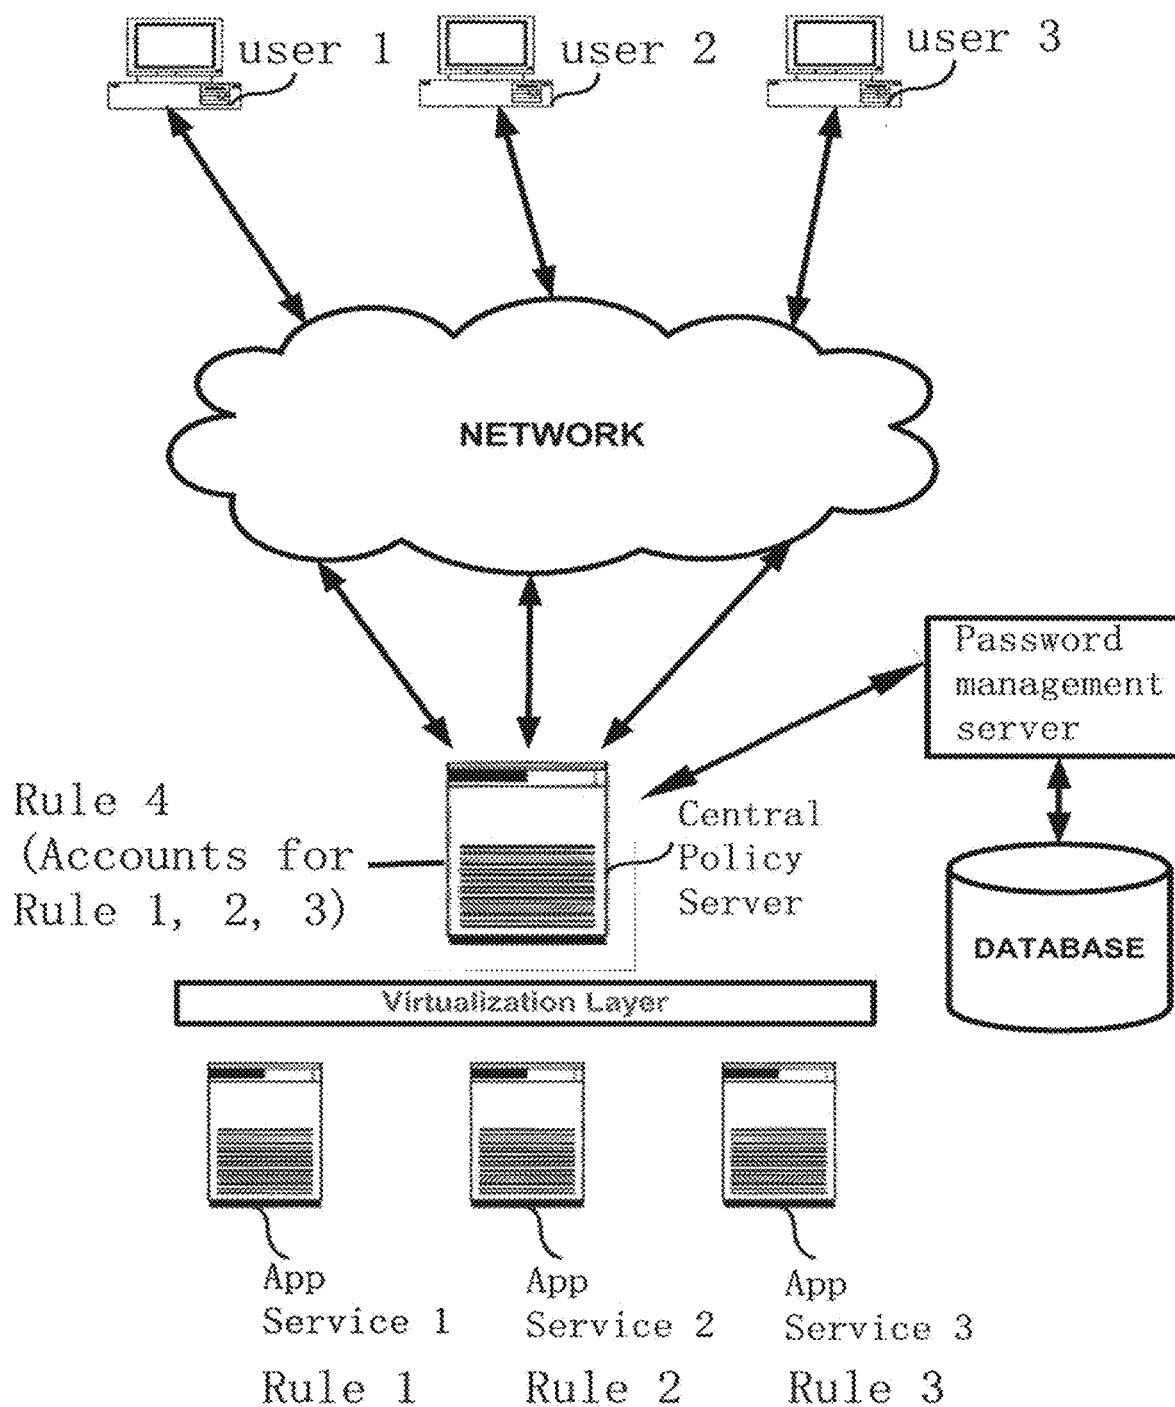 user 1
user 2
user 3
NETWORK
Password
management
server
Rule 4
(Accounts for
Rule 1, 2, 3)
Central
Policy
Server
DATABASE
Virtualization Layer
App
Service 1
App
Service 2
App
Service 3
Rule 1
Rule 2
Rule 3